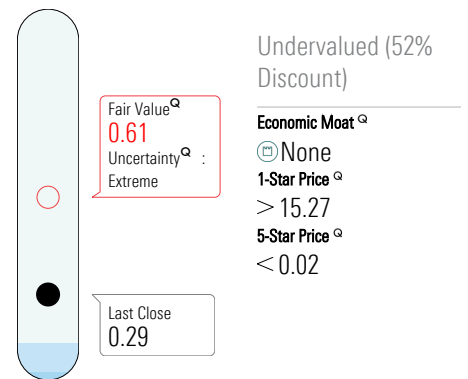 Fair Value Q
0.61
Uncertainty Q :
Extreme
Last Close
0.29
Undervalued (52%
Discount)
Economic Moat Q
None
1-Star Price Q
> 15.27
5-Star Price Q
< 0.02